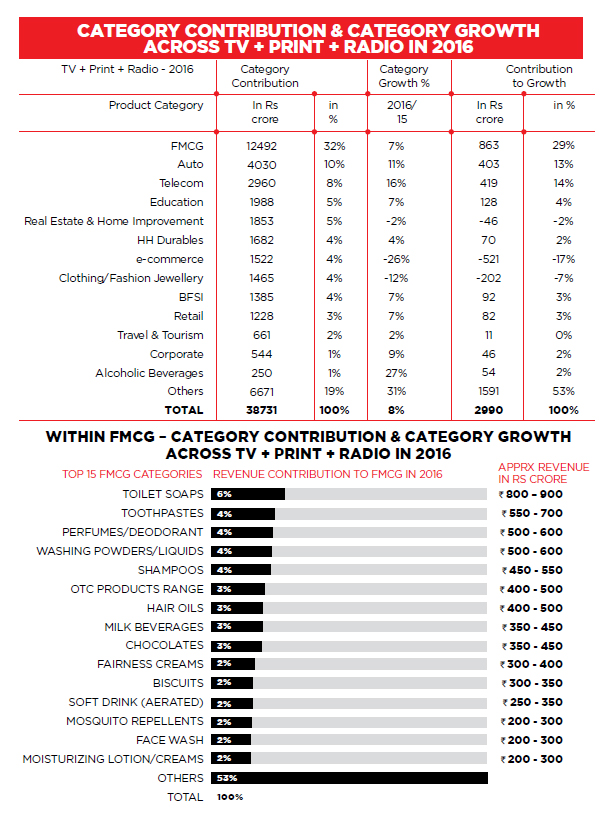 CATEGORY CONTRIBUTION & CATEGORY GROWTH
ACROSS TV + PRINT + RADIO IN 2016
TV + Print + Radio - 2016 Category Contribution Category Growth % Contribution to Growth
Product Category In Rs crore in % 2016/15 In Rs crore in %
FMCG 12492 32% 7% 863 29%
Auto 4030 10% 11% 403 13%
Telecom 2960 8% 16% 419 14%
Education 1988 5% 7% 128 4%
Real Estate & Home Improvement 1853 5% -2% -46 -2%
HH Durables 1682 4% 4% 70 2%
e-commerce 1522 4% -26% -521 -17%
Clothing/Fashion Jewellery 1465 4% -12% -202 -7%
BFSI 1385 4% 7% 92 3%
Retail 1228 3% 7% 82 3%
Travel & Tourism 661 2% 2% 11 0%
Corporate 544 1% 9% 46 2%
Alcoholic Beverages 250 1% 27% 54 2%
Others 6671 19% 31% 1591 53%
TOTAL 38731 100% 8% 2990 100%
WITHIN FMCG – CATEGORY CONTRIBUTION & CATEGORY GROWTH
ACROSS TV + PRINT + RADIO IN 2016
TOP 15 FMCG CATEGORIES REVENUE CONTRIBUTION TO FMCG IN 2016 APPRX REVENUE IN RS CRORE
TOILET SOAPS 6% ₹ 800 - 900
TOOTHPASTES 4% ₹ 550 - 700
PERFUMES/DEODORANT 4% ₹ 500 - 600
WASHING POWDERS/LIQUIDS 4% ₹ 500 - 600
SHAMPOOS 4% ₹ 450 - 550
OTC PRODUCTS RANGE 3% ₹ 400 - 500
HAIR OILS 3% ₹ 400 - 500
MILK BEVERAGES 3% ₹ 350 - 450
CHOCOLATES 3% ₹ 350 - 450
FAIRNESS CREAMS 2% ₹ 300 - 400
BISCUITS 2% ₹ 300 - 350
SOFT DRINK (AERATED) 2% ₹ 250 - 350
MOSQUITO REPELLENTS 2% ₹ 200 - 300
FACE WASH 2% ₹ 200 - 300
MOISTURIZING LOTION/CREAMS 2% ₹ 200 - 300
OTHERS 53%
TOTAL 100%